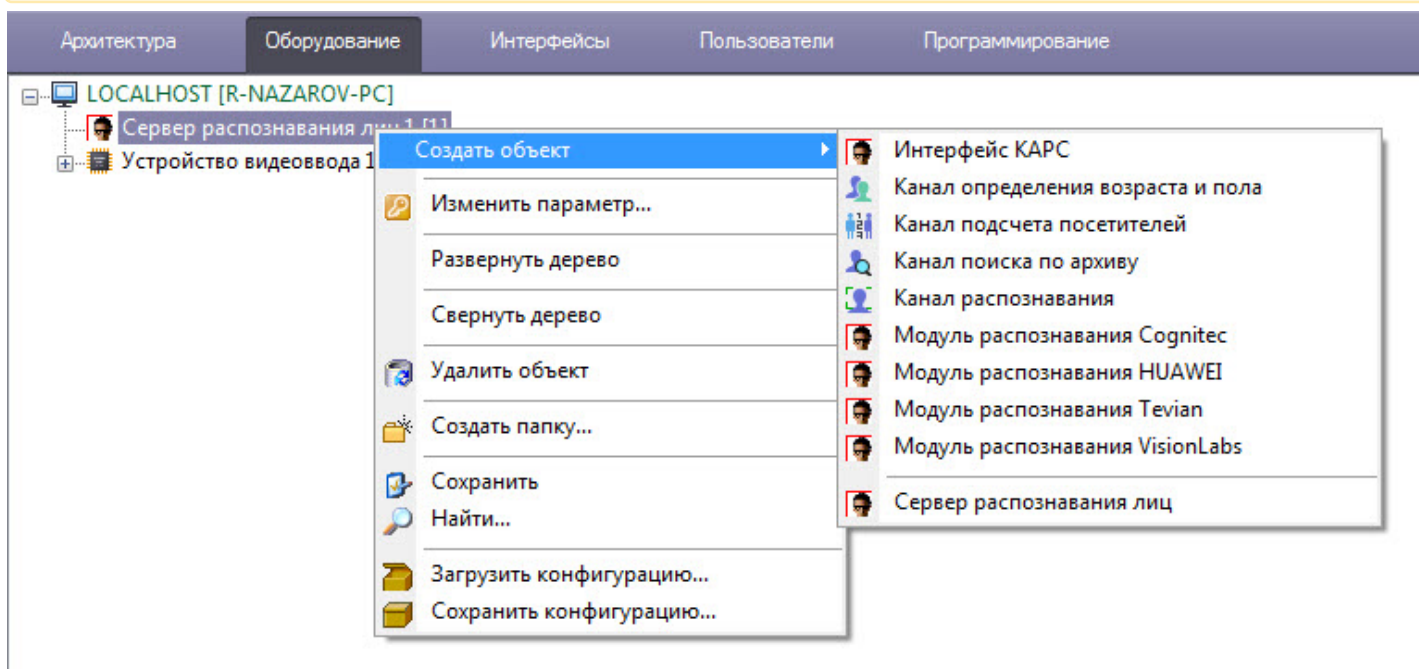 Архитектура Оборудование Интерфейсы Пользователи Программирование
LOCALHOST [R-NAZAROV-PC]
Сервер распознавания лиц 1 [1]
Устройство видеоввода 1
Создать объект
Изменить параметр...
Развернуть дерево
Свернуть дерево
Удалить объект
Создать папку...
Сохранить
Найти...
Загрузить конфигурацию...
Сохранить конфигурацию...
Интерфейс КАРС
Канал определения возраста и пола
Канал подсчета посетителей
Канал поиска по архиву
Канал распознавания
Модуль распознавания Cognitec
Модуль распознавания HUAWEI
Модуль распознавания Tevian
Модуль распознавания VisionLabs
Сервер распознавания лиц